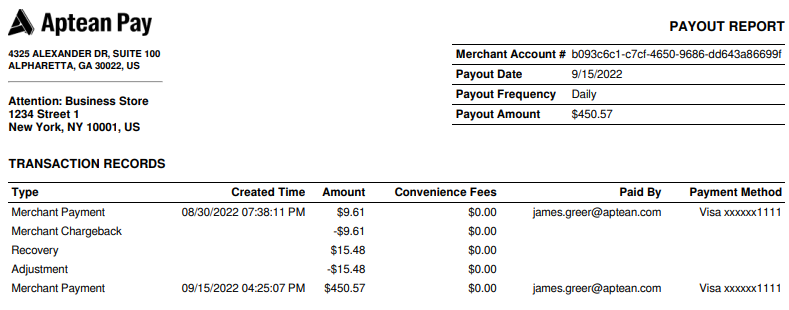 Aptean Pay
PAYOUT REPORT
4325 ALEXANDER DR, SUITE 100
ALPHARETTA, GA 30022, US
Merchant Account # b093c6c1-c7cf-4650-9686-dd643a86699f
Payout Date 9/15/2022
Payout Frequency Daily
Payout Amount $450.57
Attention: Business Store
1234 Street 1
New York, NY 10001, US
TRANSACTION RECORDS
Type Created Time Amount Convenience Fees Paid By Payment Method
Merchant Payment 08/30/2022 07:38:11 PM $9.61 $0.00 james.greer@aptean.com Visa xxxxxx1111
Merchant Chargeback -$9.61 $0.00
Recovery $15.48 $0.00
Adjustment -$15.48 $0.00
Merchant Payment 09/15/2022 04:25:07 PM $450.57 $0.00 james.greer@aptean.com Visa xxxxxx1111